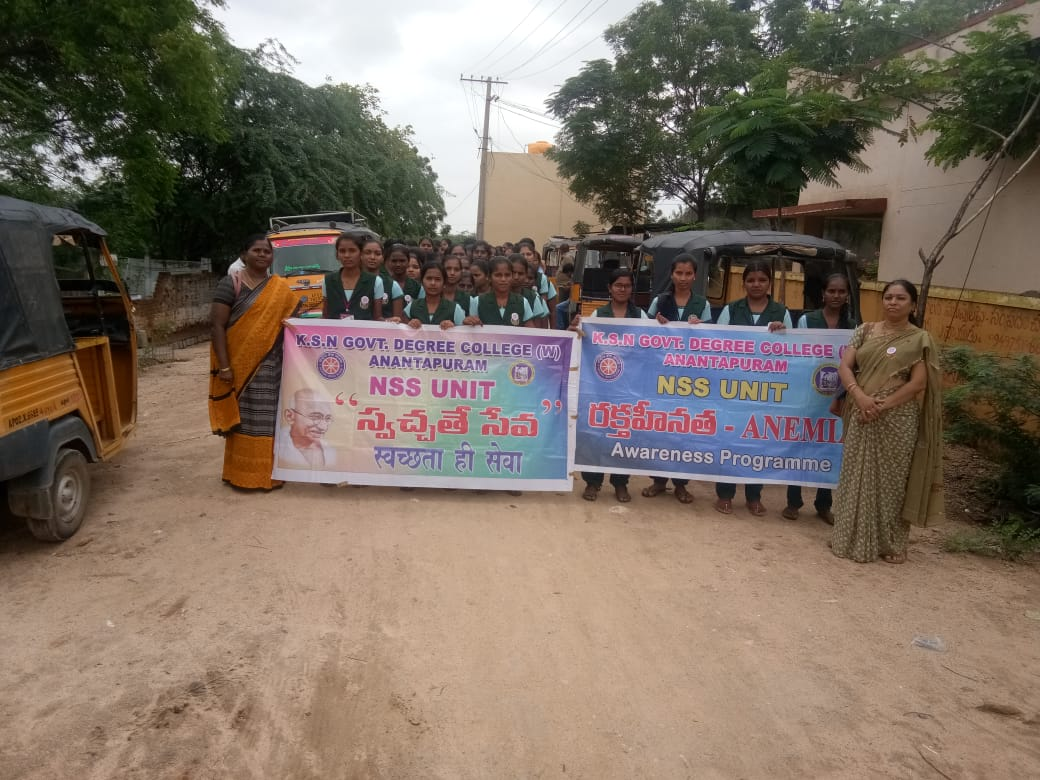 K.S.N GOVT. DEGREE COLLEGE (W)
ANANTAPURAM
NSS UNIT
“స్వచ్ఛతే సేవ”
स्वच्छता ही सेवा
K.S.N GOVT. DEGREE COLLEGE
ANANTAPURAM
NSS UNIT
రక్తహీనత - ANEMI
Awareness Programme